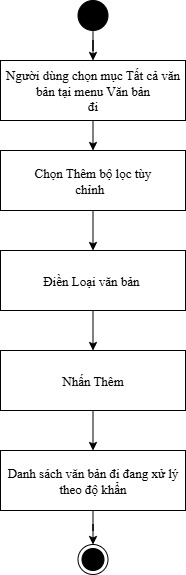 Người dùng chọn mục Tất cả văn
bản tại menu Văn bản
đi
Chọn Thêm bộ lọc tùy
chỉnh
Điền Loại văn bản
Nhấn Thêm
Danh sách văn bản đi đang xử lý
theo độ khẩn